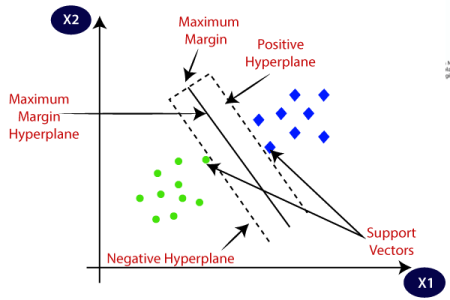 X2
Maximum
Margin
Positive
Hyperplane
Maximum
Margin
Hyperplane
Support
Vectors
Negative Hyperplane
X1